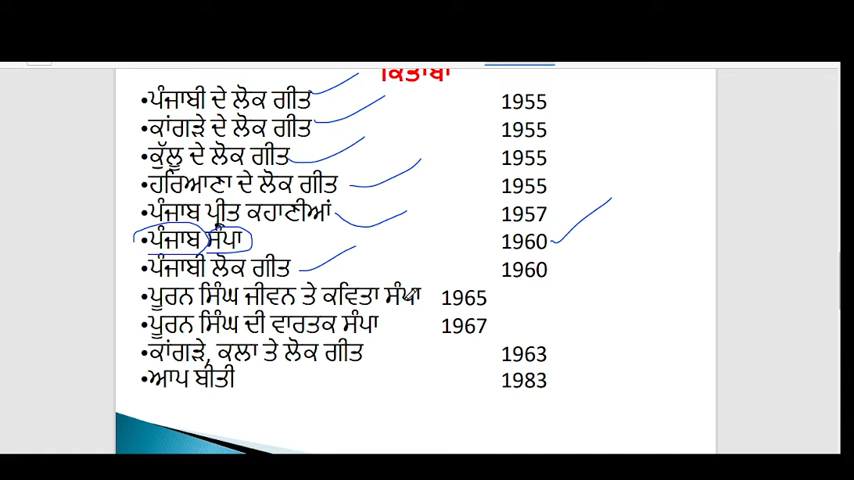 ਕਿਤਾਬਾਂ
•ਪੰਜਾਬੀ ਦੇ ਲੋਕ ਗੀਤ 1955
•ਕਾਂਗੜੇ ਦੇ ਲੋਕ ਗੀਤ 1955
•ਕੁੱਲੂ ਦੇ ਲੋਕ ਗੀਤ 1955
•ਹਰਿਆਣਾ ਦੇ ਲੋਕ ਗੀਤ 1955
•ਪੰਜਾਬ ਪ੍ਰੀਤ ਕਹਾਣੀਆਂ 1957
•ਪੰਜਾਬ ਸੰਪਾ 1960
•ਪੰਜਾਬੀ ਲੋਕ ਗੀਤ 1960
•ਪੂਰਨ ਸਿੰਘ ਜੀਵਨ ਤੇ ਕਵਿਤਾ ਸੰਪਾ 1965
•ਪੂਰਨ ਸਿੰਘ ਦੀ ਵਾਰਤਕ ਸੰਪਾ 1967
•ਕਾਂਗੜੇ, ਕਲਾ ਤੇ ਲੋਕ ਗੀਤ 1963
•ਆਪ ਬੀਤੀ 1983